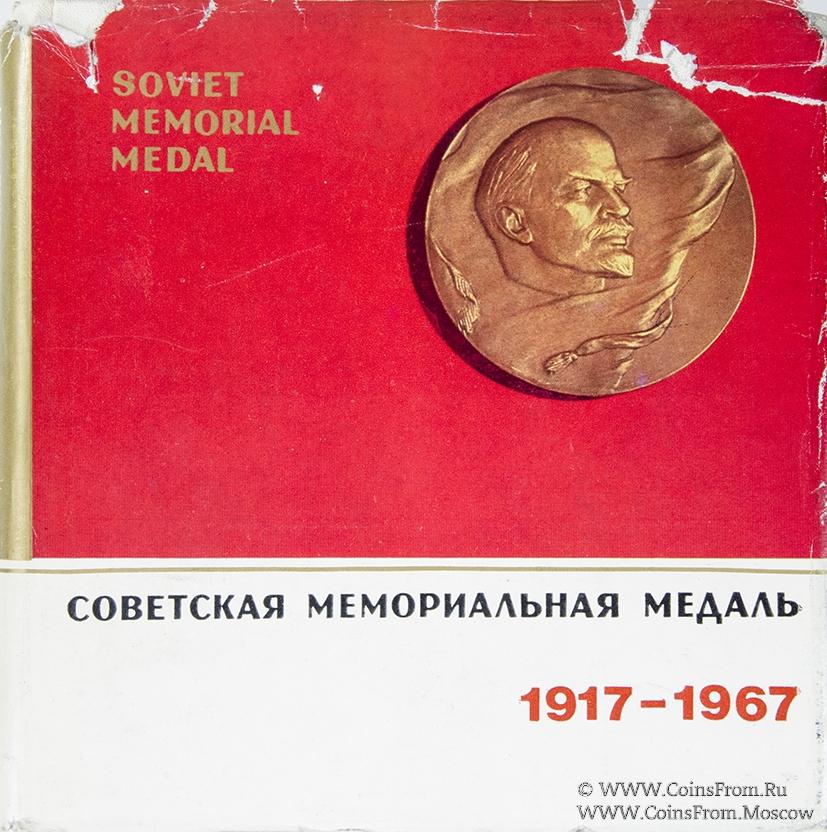 SOVIET
MEMORIAL
MEDAL
СОВЕТСКАЯ МЕМОРИАЛЬНАЯ МЕДАЛЬ
1917–1967
© WWW.CoinsFrom.Ru
WWW.CoinsFrom.Moscow